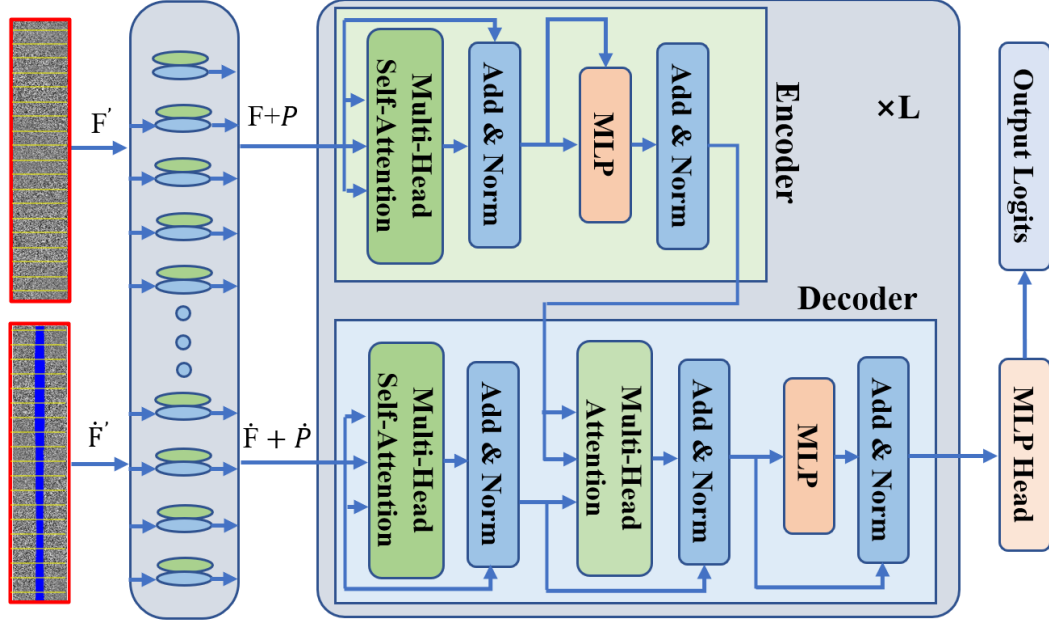 F′
F+P
Multi-Head
Self-Attention
Add & Norm
MLP
Add & Norm
Encoder
×L
Output Logits
Decoder
Ḟ′
Ḟ + Ṗ
Multi-Head
Self-Attention
Add & Norm
Multi-Head
Attention
Add & Norm
MLP
Add & Norm
MLP Head